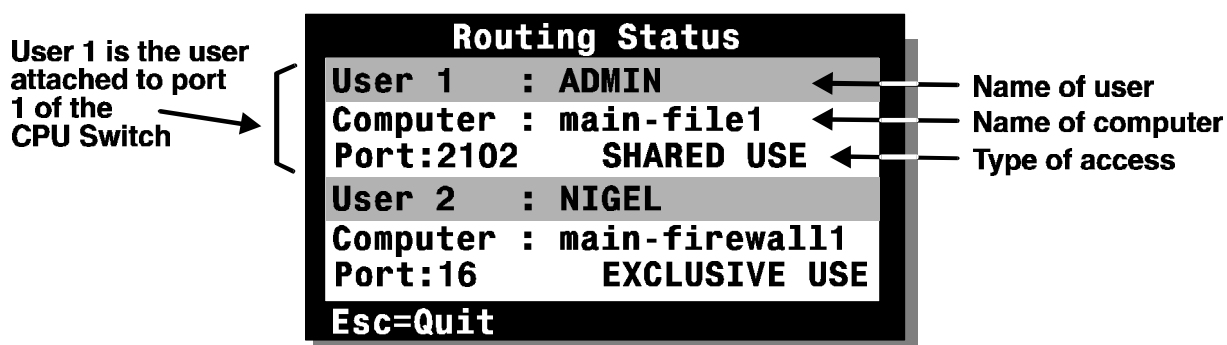 User 1 is the user
attached to port
1 of the
CPU Switch
Routing Status
User 1 : ADMIN
Computer : main-file1
Port:2102 SHARED USE
User 2 : NIGEL
Computer : main-firewall1
Port:16 EXCLUSIVE USE
Esc=Quit
Name of user
Name of computer
Type of access